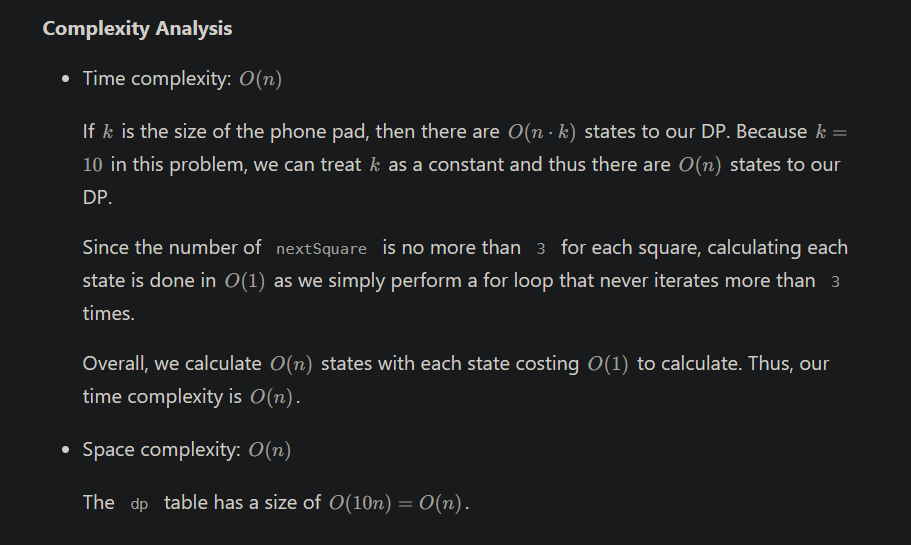 Complexity Analysis
• Time complexity: O(n)
If k is the size of the phone pad, then there are O(n · k) states to our DP. Because k =
10 in this problem, we can treat k as a constant and thus there are O(n) states to our
DP.
Since the number of nextSquare is no more than 3 for each square, calculating each
state is done in O(1) as we simply perform a for loop that never iterates more than 3
times.
Overall, we calculate O(n) states with each state costing O(1) to calculate. Thus, our
time complexity is O(n).
• Space complexity: O(n)
The dp table has a size of O(10n) = O(n).